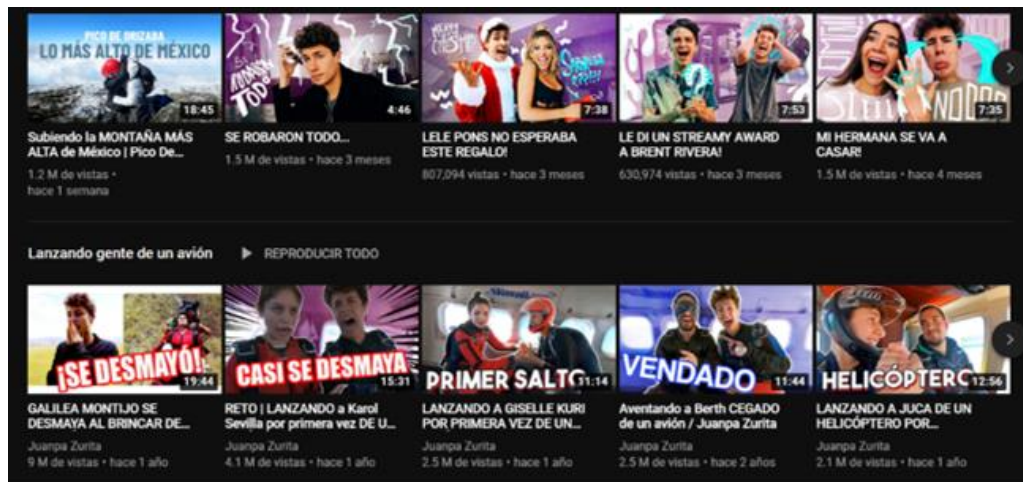 PICO DE ORIZABA
LO MÁS ALTO DE MÉXICO
18:45
ROBARON
TODO
4:46
7:38
7:53
7:35
Subiendo la MONTAÑA MÁS
ALTA de México | Pico De...
1.2 M de vistas •
hace 1 semana
SE ROBARON TODO...
1.5 M de vistas • hace 3 meses
LELE PONS NO ESPERABA
ESTE REGALO!
807,094 vistas • hace 3 meses
LE DI UN STREAMY AWARD
A BRENT RIVERA!
630,974 vistas • hace 3 meses
MI HERMANA SE VA A
CASAR!
1.5 M de vistas • hace 4 meses
Lanzando gente de un avión
REPRODUCIR TODO
¡SE DESMAYÓ!
19:44
CASI SE DESMAYA
15:31
PRIMER SALTO
11:14
VENDADO
11:44
HELICÓPTERO
12:56
GALILEA MONTIJO SE
DESMAYA AL BRINCAR DE...
Juanpa Zurita
9 M de vistas • hace 1 año
RETO | LANZANDO a Karol
Sevilla por primera vez DE U...
Juanpa Zurita
4.1 M de vistas • hace 1 año
LANZANDO A GISELLE KURI
POR PRIMERA VEZ DE UN...
Juanpa Zurita
2.5 M de vistas • hace 1 año
Aventando a Berth CEGADO
de un avión / Juanpa Zurita
Juanpa Zurita
2.5 M de vistas • hace 2 años
LANZANDO A JUCA DE UN
HELICÓPTERO POR...
Juanpa Zurita
2.1 M de vistas • hace 1 año